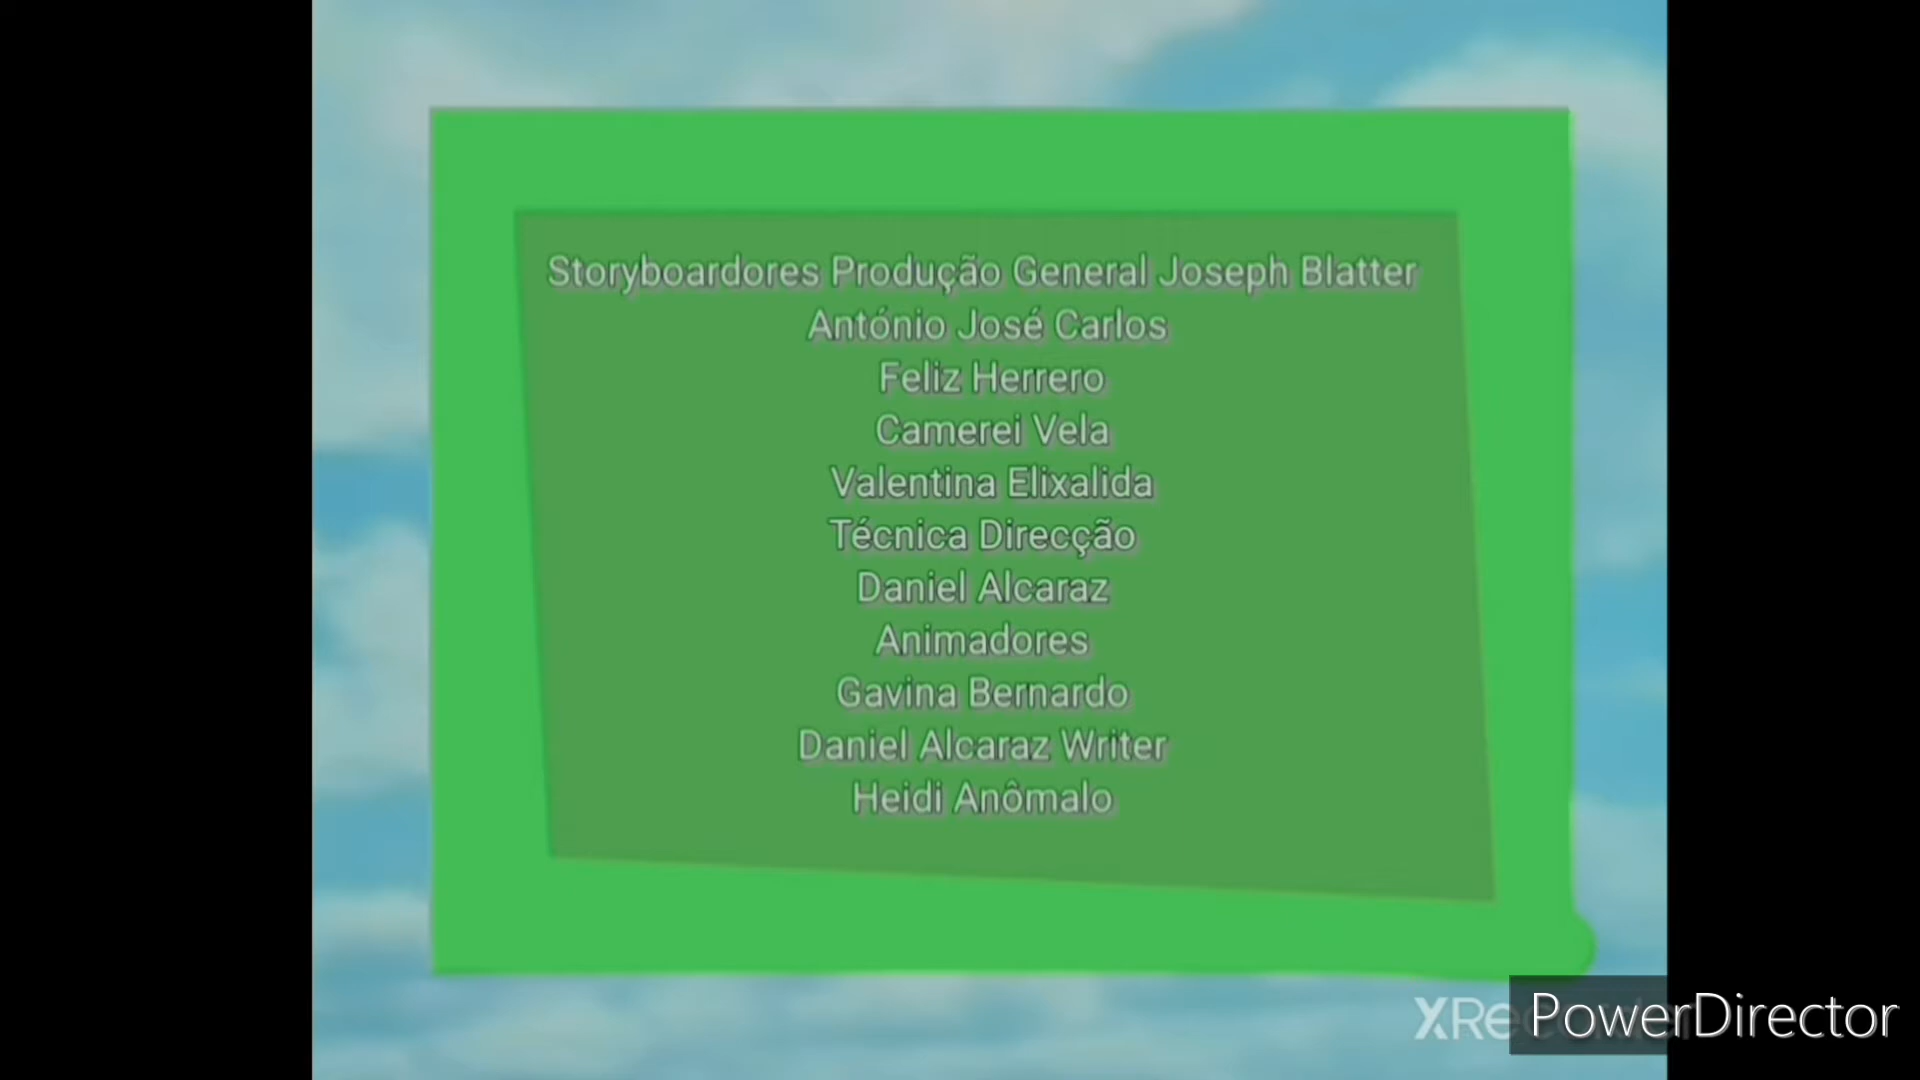 Storyboardores Produção General Joseph Blatter
António José Carlos
Feliz Herrero
Camerei Vela
Valentina Elixalida
Técnica Direcção
Daniel Alcaraz
Animadores
Gavina Bernardo
Daniel Alcaraz Writer
Heidi Anômalo
PowerDirector